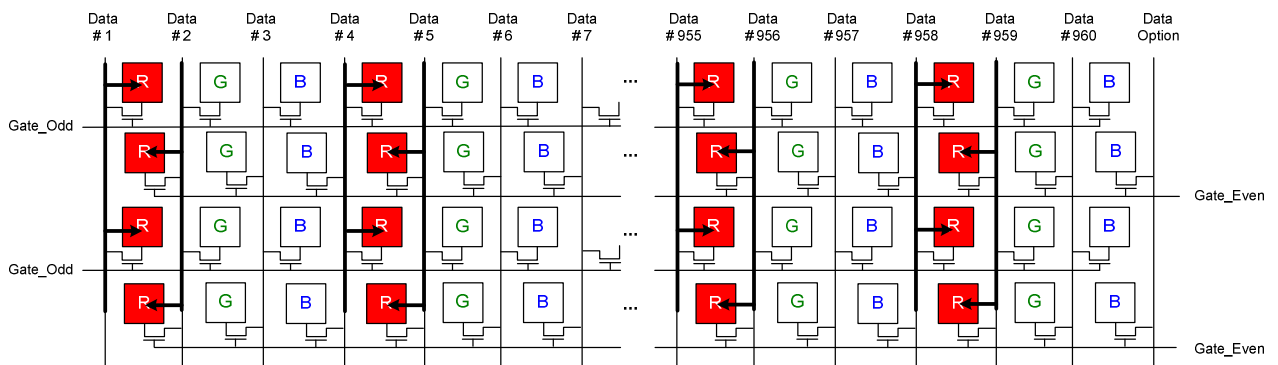 Data #1 Data #2 Data #3 Data #4 Data #5 Data #6 Data #7 Data #955 Data #956 Data #957 Data #958 Data #959 Data #960 Data Option
R G B R G B ... R G B R G B
Gate_Odd
R G B R G B ... R G B R G B
Gate_Even
R G B R G B ... R G B R G B
Gate_Odd
R G B R G B ... R G B R G B
Gate_Even